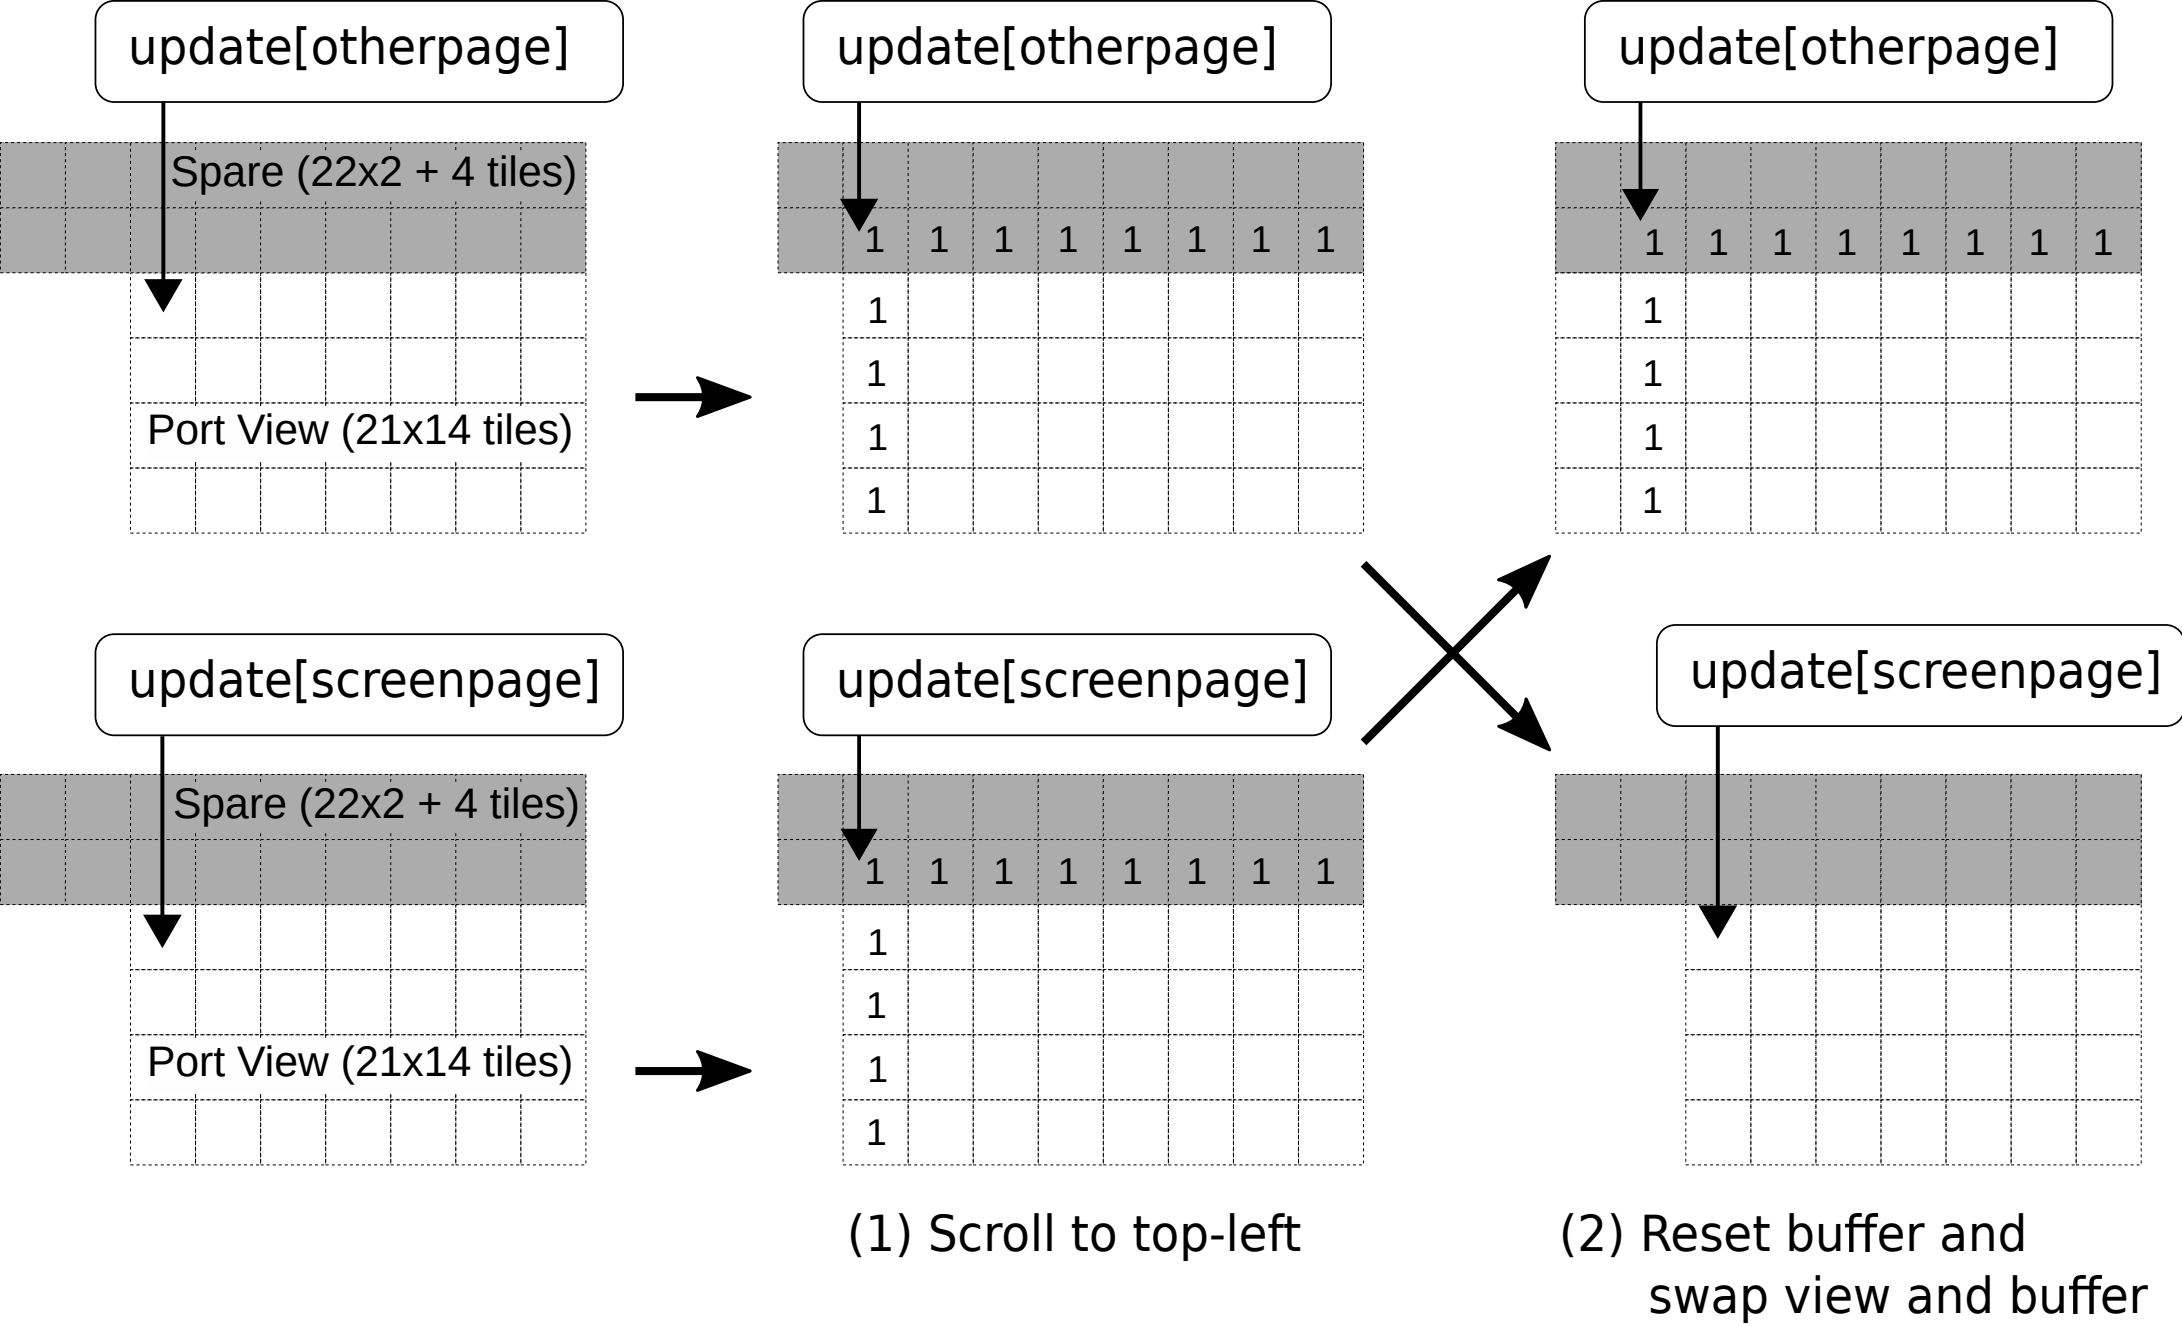 update[otherpage]
update[otherpage]
update[otherpage]
Spare (22x2 + 4 tiles)
1 1 1 1 1 1 1 1
1 1 1 1 1 1 1 1
1
1
1
1
Port View (21x14 tiles)
1
1
1
1
update[screenpage]
update[screenpage]
update[screenpage]
Spare (22x2 + 4 tiles)
1 1 1 1 1 1 1 1
1
1
Port View (21x14 tiles)
1
1
(1) Scroll to top-left
(2) Reset buffer and
swap view and buffer